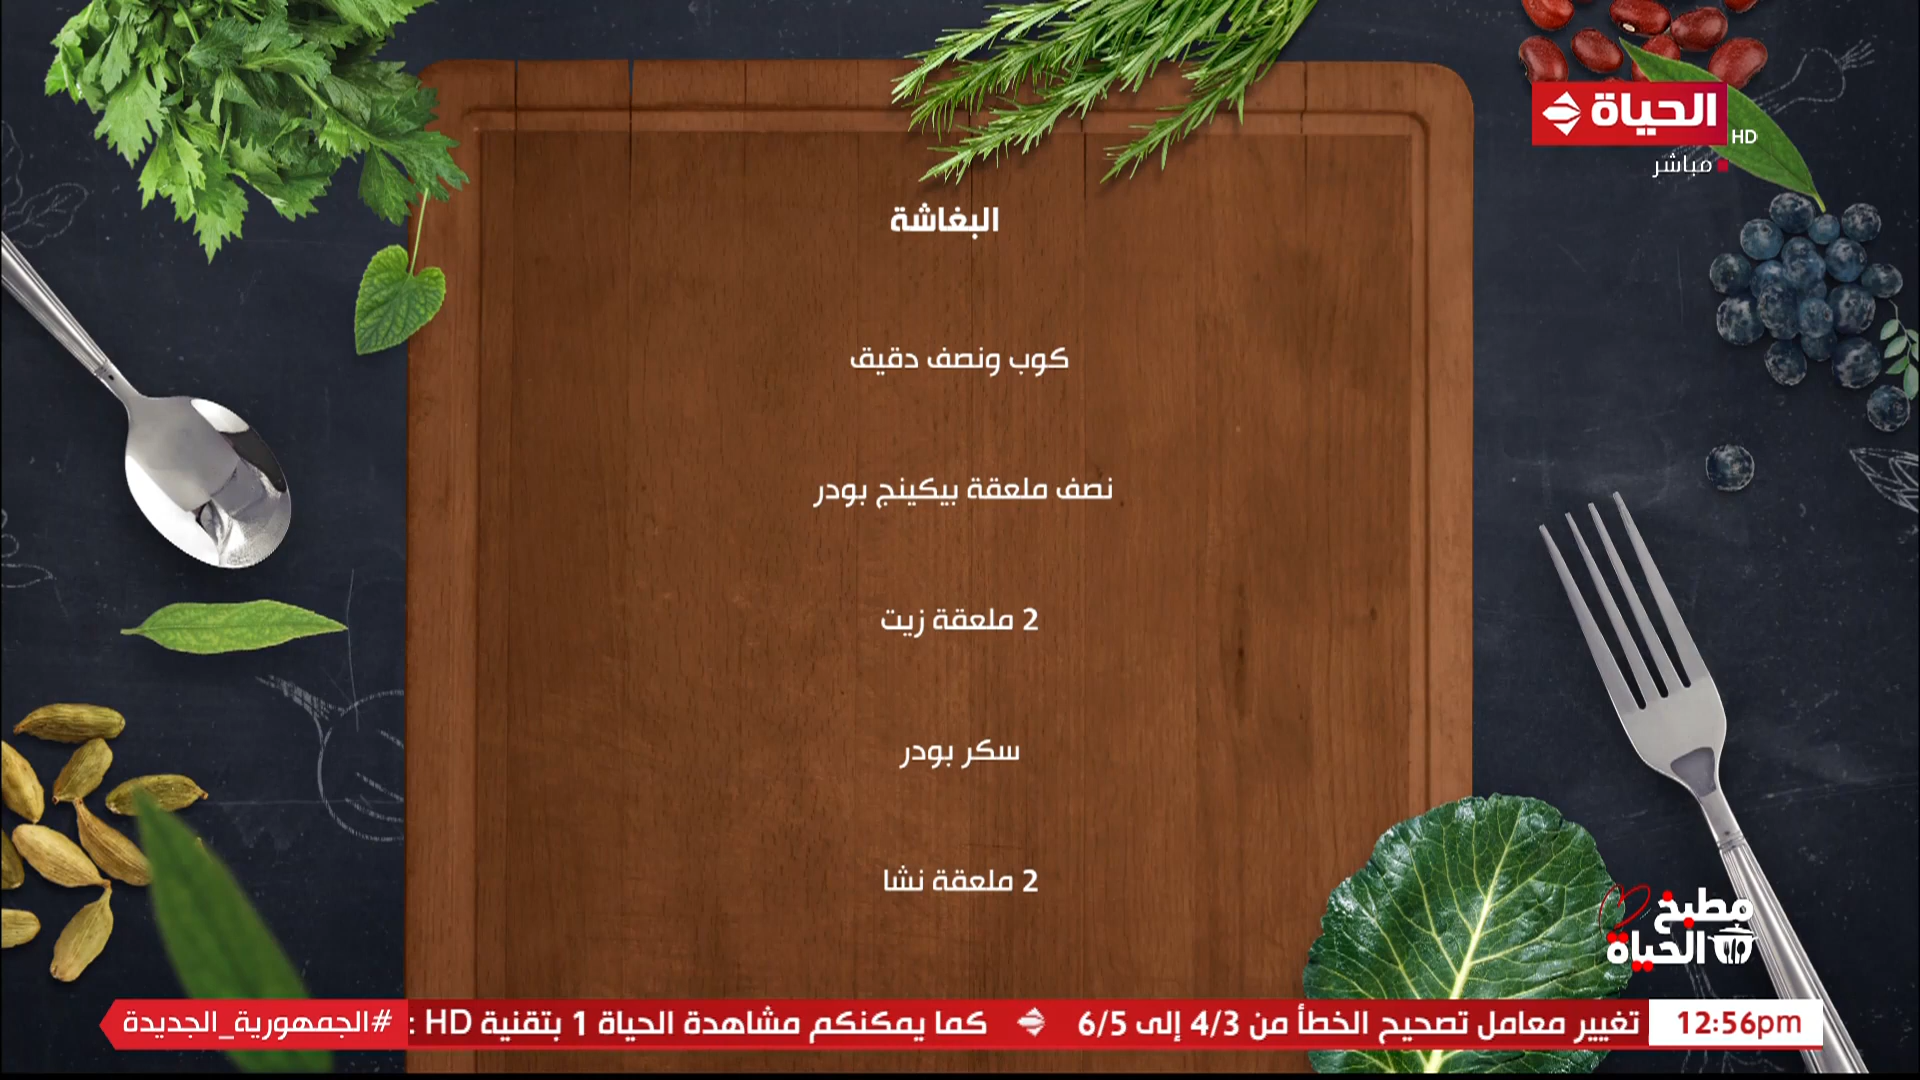 الحياة
HD
مباشر
البغاشة
كوب ونصف دقيق
نصف ملعقة بيكينج بودر
2 ملعقة زيت
سكر بودر
2 ملعقة نشا
مطبخ
الحياة
12:56pm
تغيير معامل تصحيح الخطأ من 4/3 إلى 6/5 كما يمكنكم مشاهدة الحياة 1 بتقنية HD :
#الجمهورية_الجديدة